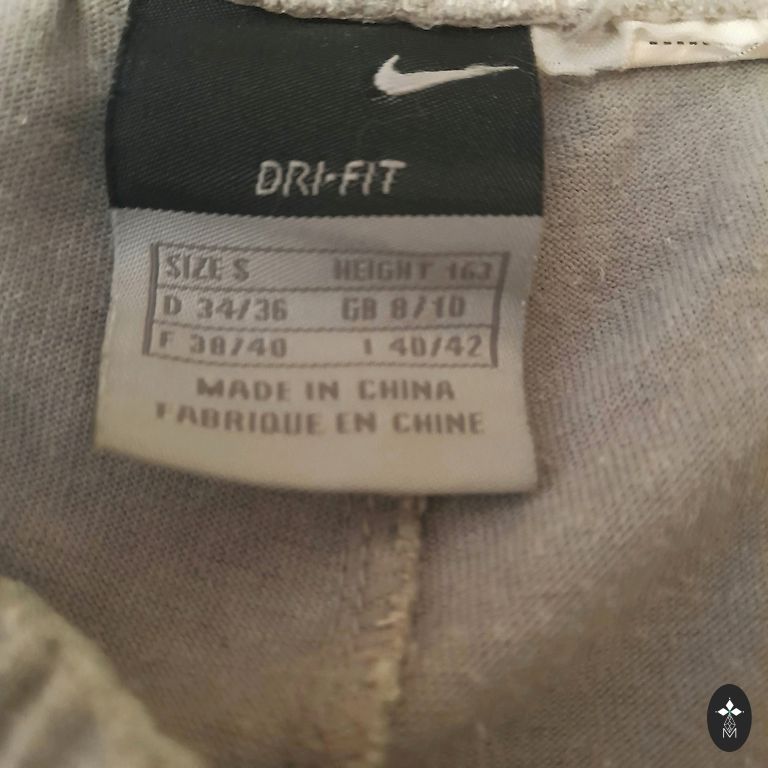 DRI-FIT
SIZE S HEIGHT 163
D 34/36 GB 8/10
F 38/40 I 40/42
MADE IN CHINA
FABRIQUE EN CHINE
M